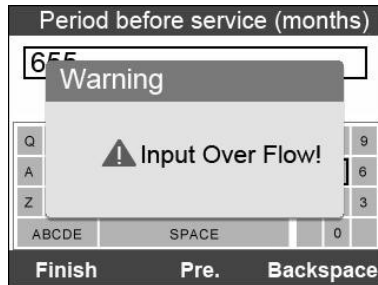 Period before service (months)
655
Warning
Input Over Flow!
Q
9
A
6
Z
3
ABCDE
SPACE
0
Finish
Pre.
Backspace